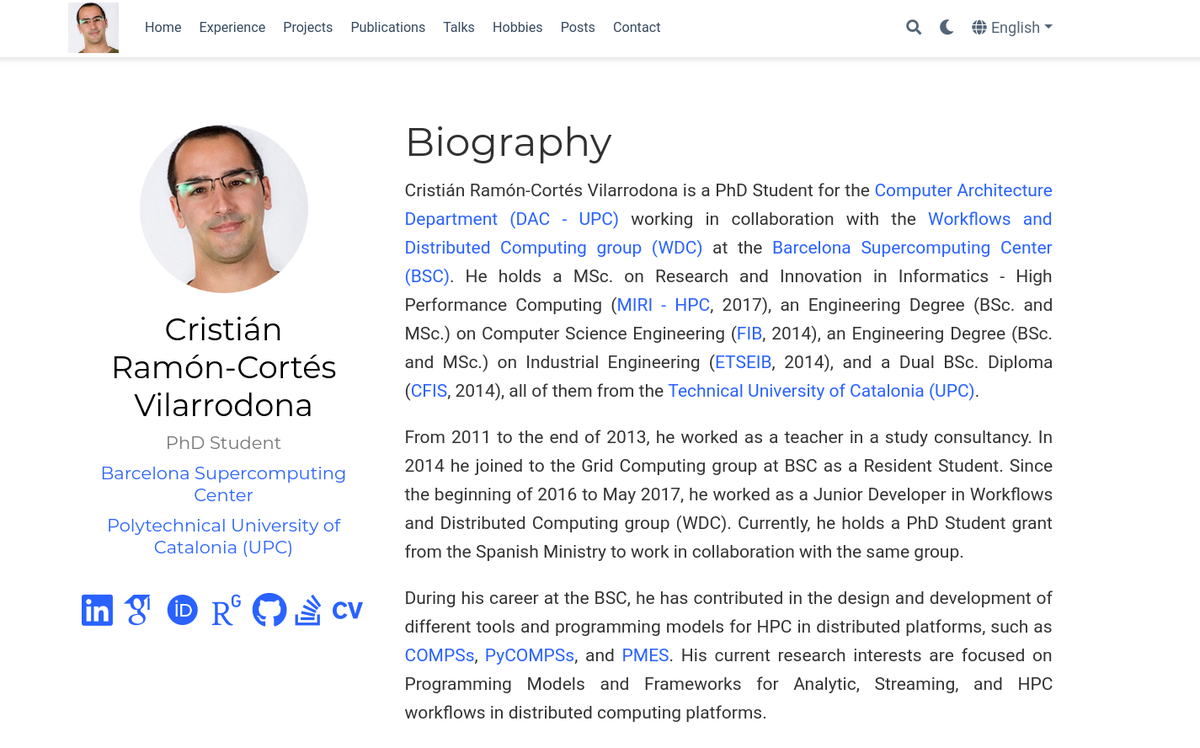 Home Experience Projects Publications Talks Hobbies Posts Contact English
Cristián
Ramón-Cortés
Vilarrodona
PhD Student
Barcelona Supercomputing
Center
Polytechnical University of
Catalonia (UPC)
in g iD RG CV
Biography
Cristián Ramón-Cortés Vilarrodona is a PhD Student for the Computer Architecture
Department (DAC - UPC) working in collaboration with the Workflows and
Distributed Computing group (WDC) at the Barcelona Supercomputing Center
(BSC). He holds a MSc. on Research and Innovation in Informatics - High
Performance Computing (MIRI - HPC, 2017), an Engineering Degree (BSc. and
MSc.) on Computer Science Engineering (FIB, 2014), an Engineering Degree (BSc.
and MSc.) on Industrial Engineering (ETSEIB, 2014), and a Dual BSc. Diploma
(CFIS, 2014), all of them from the Technical University of Catalonia (UPC).
From 2011 to the end of 2013, he worked as a teacher in a study consultancy. In
2014 he joined to the Grid Computing group at BSC as a Resident Student. Since
the beginning of 2016 to May 2017, he worked as a Junior Developer in Workflows
and Distributed Computing group (WDC). Currently, he holds a PhD Student grant
from the Spanish Ministry to work in collaboration with the same group.
During his career at the BSC, he has contributed in the design and development of
different tools and programming models for HPC in distributed platforms, such as
COMPSs, PyCOMPSs, and PMES. His current research interests are focused on
Programming Models and Frameworks for Analytic, Streaming, and HPC
workflows in distributed computing platforms.